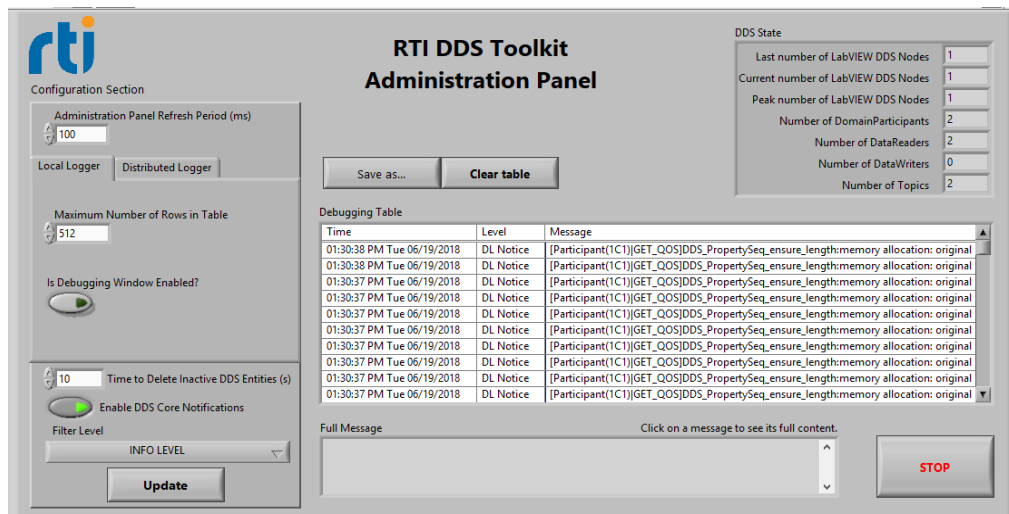 rti
RTI DDS Toolkit
Administration Panel
DDS State
Last number of LabVIEW DDS Nodes 1
Current number of LabVIEW DDS Nodes 1
Peak number of LabVIEW DDS Nodes 1
Number of DomainParticipants 2
Number of DataReaders 2
Number of DataWriters 0
Number of Topics 2
Configuration Section
Administration Panel Refresh Period (ms)
100
Local Logger Distributed Logger
Maximum Number of Rows in Table
512
Is Debugging Window Enabled?
10 Time to Delete Inactive DDS Entities (s)
Enable DDS Core Notifications
Filter Level
INFO LEVEL
Update
Save as... Clear table
Debugging Table
Time Level Message
01:30:38 PM Tue 06/19/2018 DL Notice [Participant(1C1)|GET_QOS]DDS_PropertySeq_ensure_length:memory allocation: original
01:30:38 PM Tue 06/19/2018 DL Notice [Participant(1C1)|GET_QOS]DDS_PropertySeq_ensure_length:memory allocation: original
01:30:37 PM Tue 06/19/2018 DL Notice [Participant(1C1)|GET_QOS]DDS_PropertySeq_ensure_length:memory allocation: original
01:30:37 PM Tue 06/19/2018 DL Notice [Participant(1C1)|GET_QOS]DDS_PropertySeq_ensure_length:memory allocation: original
01:30:37 PM Tue 06/19/2018 DL Notice [Participant(1C1)|GET_QOS]DDS_PropertySeq_ensure_length:memory allocation: original
01:30:37 PM Tue 06/19/2018 DL Notice [Participant(1C1)|GET_QOS]DDS_PropertySeq_ensure_length:memory allocation: original
01:30:37 PM Tue 06/19/2018 DL Notice [Participant(1C1)|GET_QOS]DDS_PropertySeq_ensure_length:memory allocation: original
01:30:37 PM Tue 06/19/2018 DL Notice [Participant(1C1)|GET_QOS]DDS_PropertySeq_ensure_length:memory allocation: original
01:30:37 PM Tue 06/19/2018 DL Notice [Participant(1C1)|GET_QOS]DDS_PropertySeq_ensure_length:memory allocation: original
01:30:37 PM Tue 06/19/2018 DL Notice [Participant(1C1)|GET_QOS]DDS_PropertySeq_ensure_length:memory allocation: original
Full Message Click on a message to see its full content.
STOP